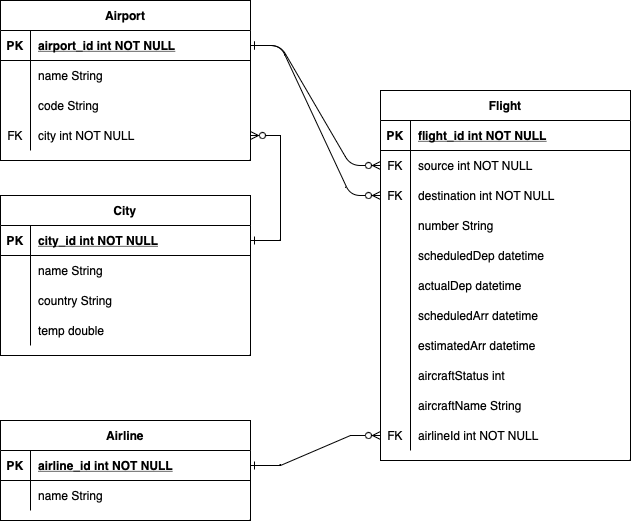 Airport
PK airport_id int NOT NULL
name String
code String
FK city int NOT NULL
City
PK city_id int NOT NULL
name String
country String
temp double
Airline
PK airline_id int NOT NULL
name String
Flight
PK flight_id int NOT NULL
FK source int NOT NULL
FK destination int NOT NULL
number String
scheduledDep datetime
actualDep datetime
scheduledArr datetime
estimatedArr datetime
aircraftStatus int
aircraftName String
FK airlineId int NOT NULL